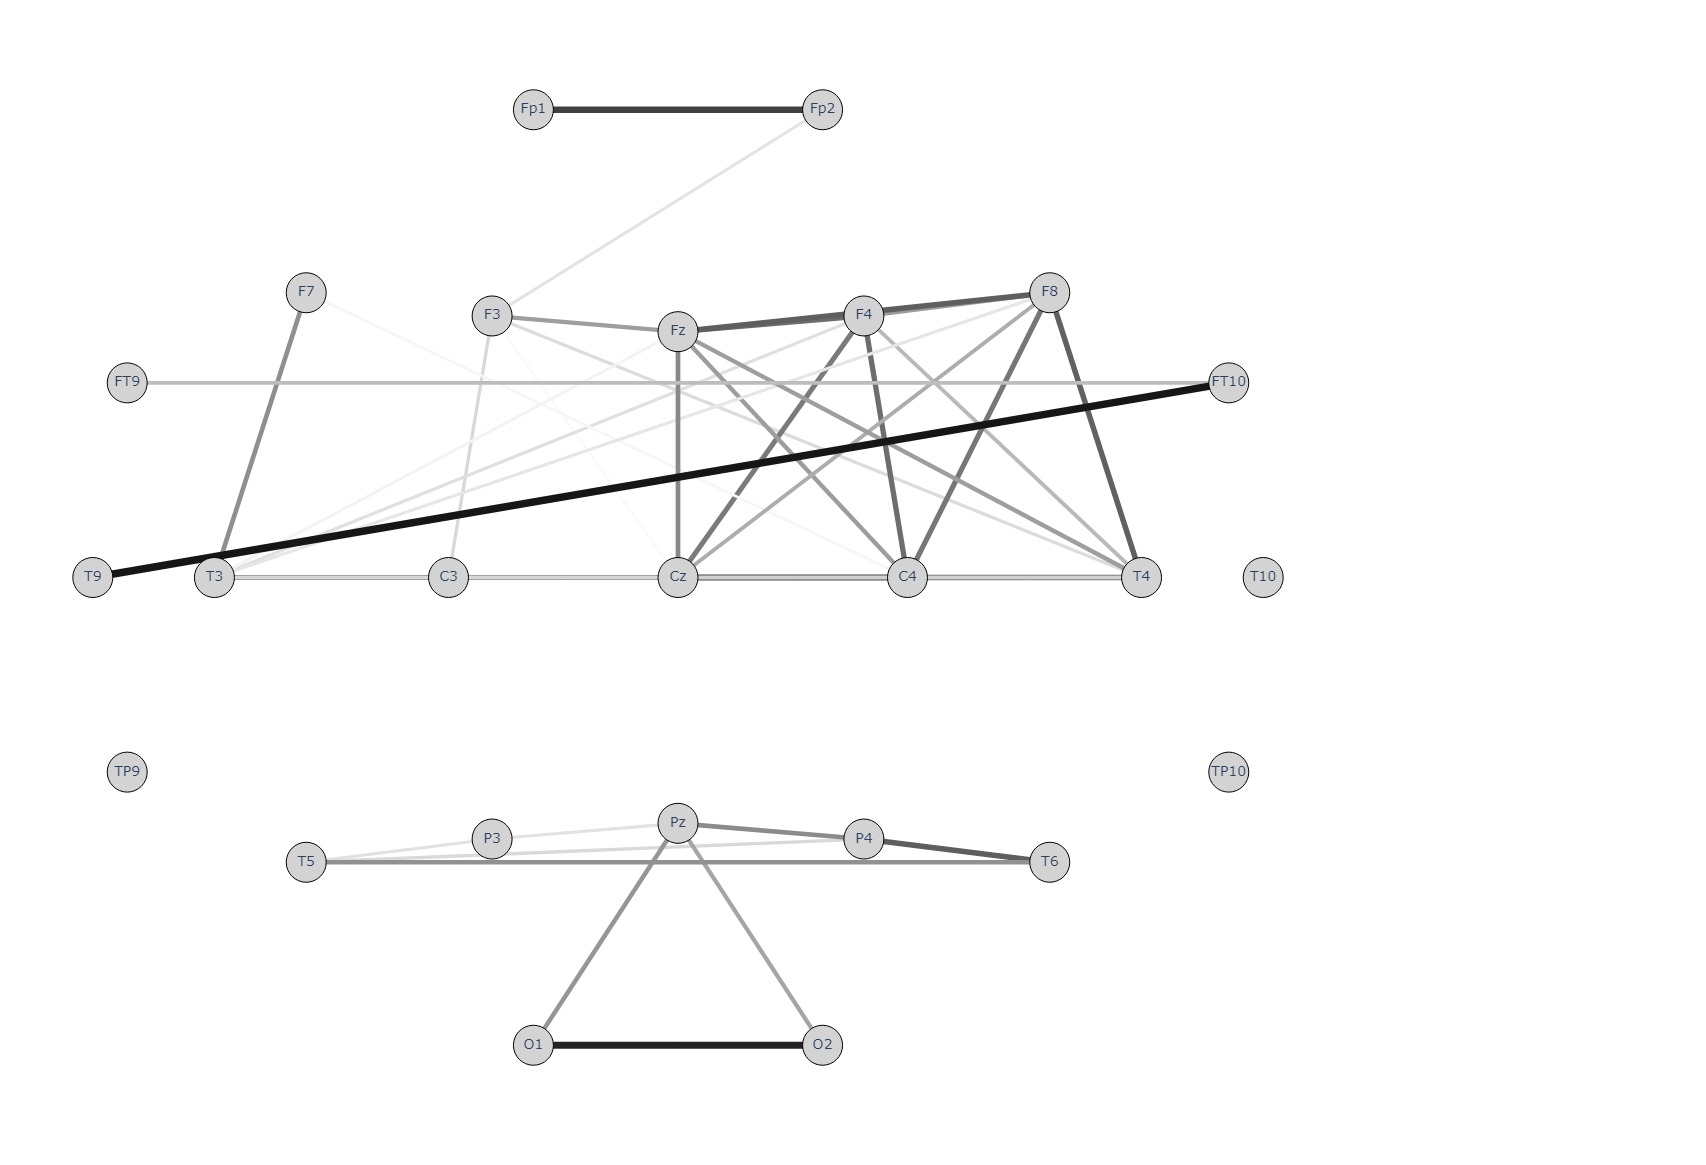 Fp1 Fp2
F7 F3 Fz F4 F8
FT9 FT10
T9 T3 C3 Cz C4 T4 T10
TP9 TP10
T5 P3 Pz P4 T6
O1 O2